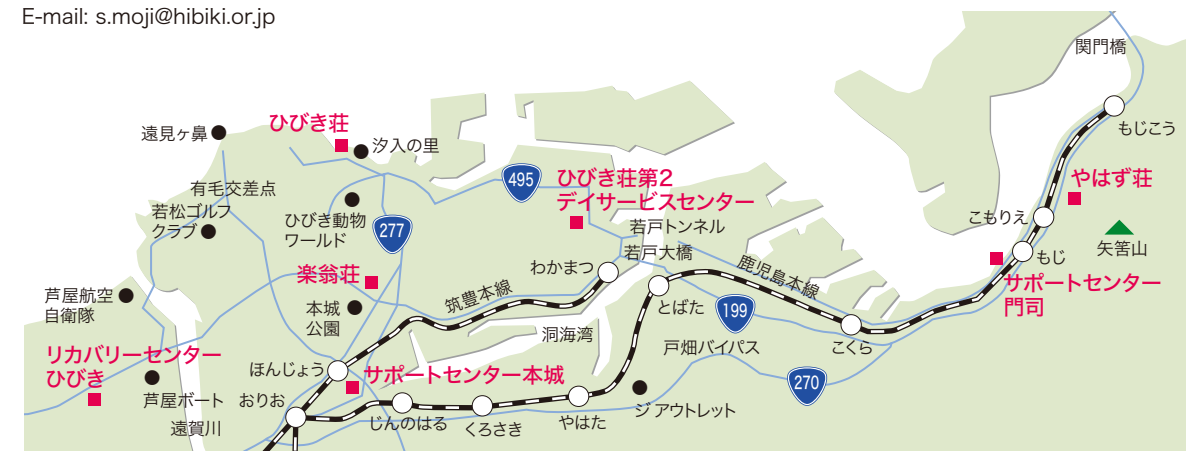 E-mail: s.moji@hibiki.or.jp
関門橋
もじこう
遠見ヶ鼻
ひびき荘
汐入の里
495
ひびき荘第2
デイサービスセンター
やはず荘
有毛交差点
若松ゴルフ
クラブ
ひびき動物
ワールド
277
若戸トンネル
若戸大橋
こもりえ
もじ
矢筈山
サポートセンター
門司
楽翁荘
わかまつ
鹿児島本線
筑豊本線
芦屋航空
自衛隊
本城
公園
とばた
199
洞海湾
戸畑バイパス
こくら
リカバリーセンター
ひびき
ほんじょう
サポートセンター本城
270
芦屋ボート
おりお
遠賀川
じんのはる
くろさき
やはた
ジ アウトレット